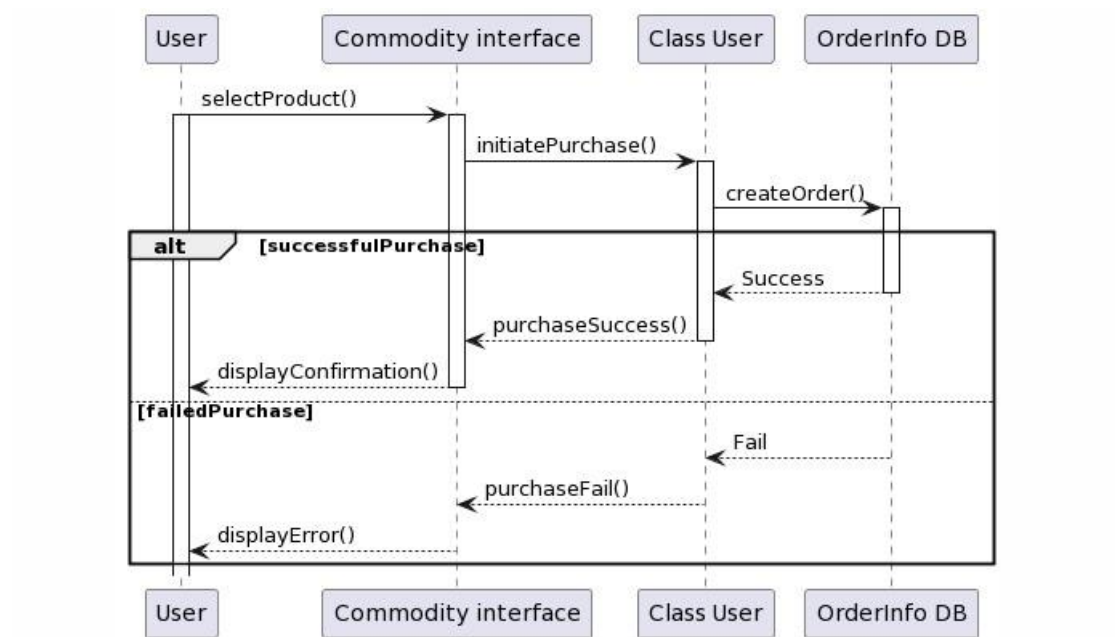 User Commodity interface Class User OrderInfo DB
selectProduct()
initiatePurchase()
createOrder()
alt [successfulPurchase]
Success
purchaseSuccess()
displayConfirmation()
[failedPurchase]
Fail
purchaseFail()
displayError()
User Commodity interface Class User OrderInfo DB